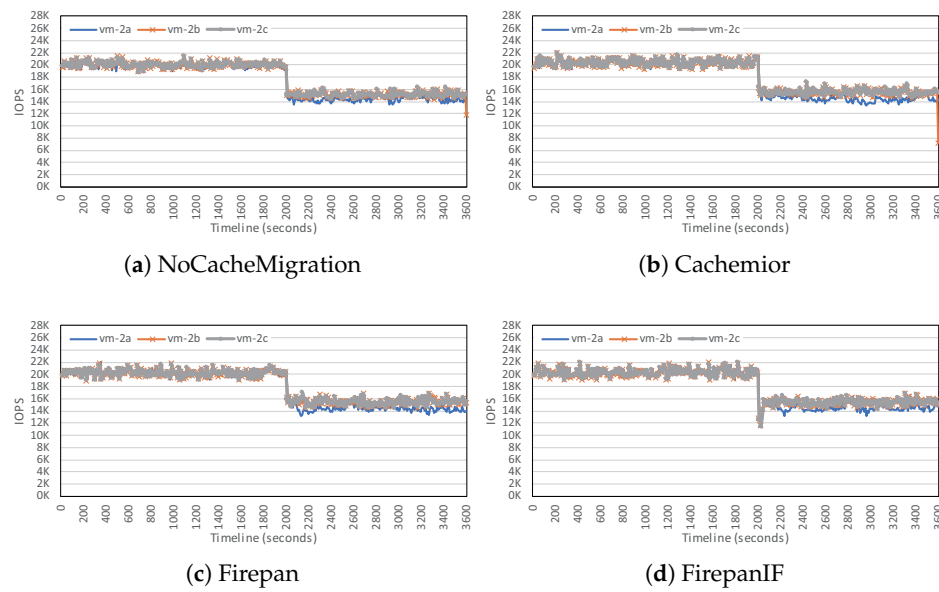 28K
26K
24K
22K
20K
18K
16K
14K
12K
10K
8K
6K
4K
2K
0K
IOPS
vm-2a vm-2b vm-2c
0 200 400 600 800 1000 1200 1400 1600 1800 2000 2200 2400 2600 2800 3000 3200 3400 3600
Timeline (seconds)
(a) NoCacheMigration
28K
26K
24K
22K
20K
18K
16K
14K
12K
10K
8K
6K
4K
2K
0K
IOPS
vm-2a vm-2b vm-2c
0 200 400 600 800 1000 1200 1400 1600 1800 2000 2200 2400 2600 2800 3000 3200 3400 3600
Timeline (seconds)
(b) Cachemior
28K
26K
24K
22K
20K
18K
16K
14K
12K
10K
8K
6K
4K
2K
0K
IOPS
vm-2a vm-2b vm-2c
0 200 400 600 800 1000 1200 1400 1600 1800 2000 2200 2400 2600 2800 3000 3200 3400 3600
Timeline (seconds)
(c) Firepan
28K
26K
24K
22K
20K
18K
16K
14K
12K
10K
8K
6K
4K
2K
0K
IOPS
vm-2a vm-2b vm-2c
0 200 400 600 800 1000 1200 1400 1600 1800 2000 2200 2400 2600 2800 3000 3200 3400 3600
Timeline (seconds)
(d) FirepanIF